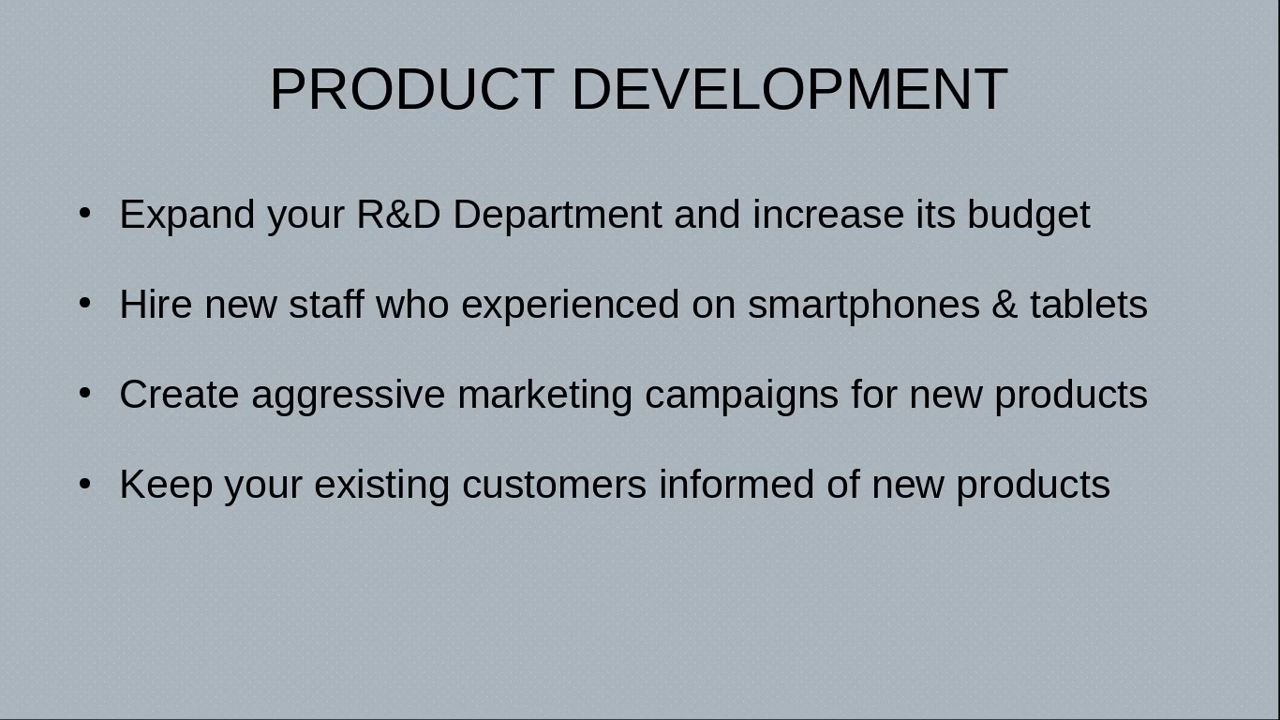 PRODUCT DEVELOPMENT
• Expand your R&D Department and increase its budget
• Hire new staff who experienced on smartphones & tablets
• Create aggressive marketing campaigns for new products
• Keep your existing customers informed of new products